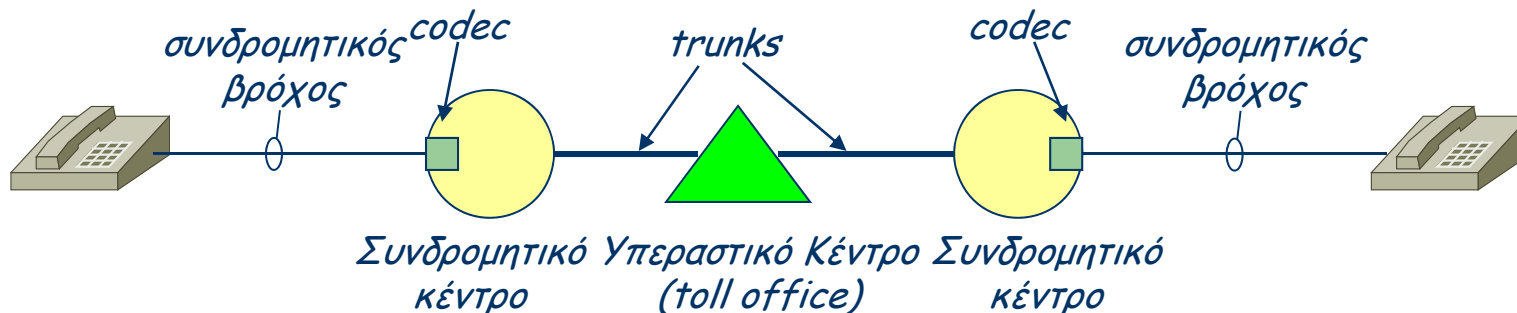 συνδρομητικός
βρόχος
codec
trunks
codec
συνδρομητικός
βρόχος
Συνδρομητικό
κέντρο
Υπεραστικό Κέντρο
(toll office)
Συνδρομητικό
κέντρο